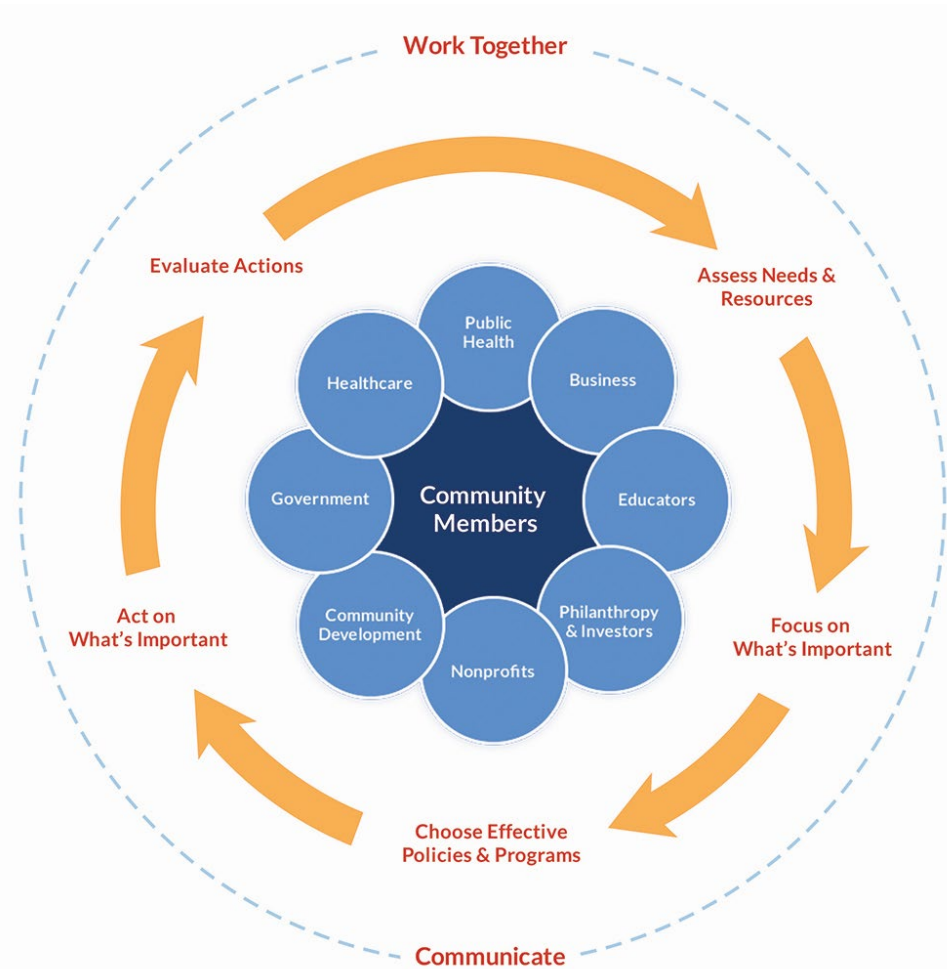 Work Together
Evaluate Actions
Assess Needs &
Resources
Public
Health
Healthcare
Business
Government
Community
Members
Educators
Community
Development
Philanthropy
& Investors
Nonprofits
Act on
What’s Important
Focus on
What’s Important
Choose Effective
Policies & Programs
Communicate